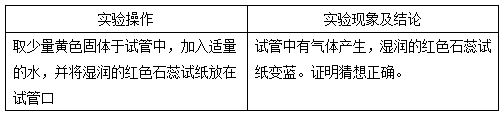 实验操作
实验现象及结论
取少量黄色固体于试管中，加入适量
的水，并将湿润的红色石蕊试纸放在
试管口
试管中有气体产生，湿润的红色石蕊试
纸变蓝。证明猜想正确。